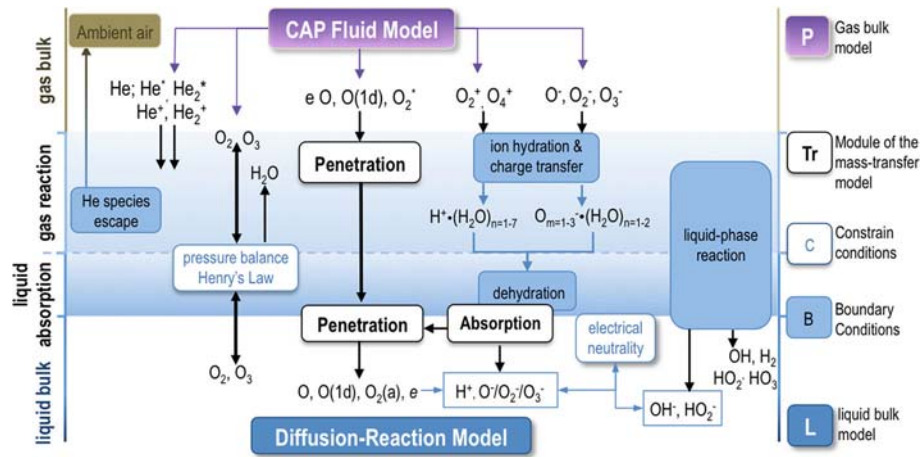 CAP Fluid Model
Ambient air
gas bulk
He; He* He₂*
He⁺, He₂⁺
e O, O(1d), O₂*
O₂⁺, O₄⁺
O⁻, O₂⁻, O₃⁻
gas reaction
O₂, O₃
H₂O
Penetration
ion hydration &
charge transfer
He species
escape
H⁺•(H₂O)ₙ₌₁₋₇
Oₘ₌₁₋₃⁻•(H₂O)ₙ₌₁₋₂
liquid-phase
reaction
pressure balance
Henry's Law
liquid
absorption
dehydration
Penetration
Absorption
electrical
neutrality
liquid bulk
O₂, O₃
O, O(1d), O₂(a), e
H⁺, O⁻/O₂⁻/O₃⁻
OH⁻, HO₂⁻
OH, H₂
HO₂, HO₃
Diffusion-Reaction Model
P
Gas bulk
model
Tr
Module of the
mass-transfer
model
C
Constrain
conditions
B
Boundary
Conditions
L
liquid bulk
model